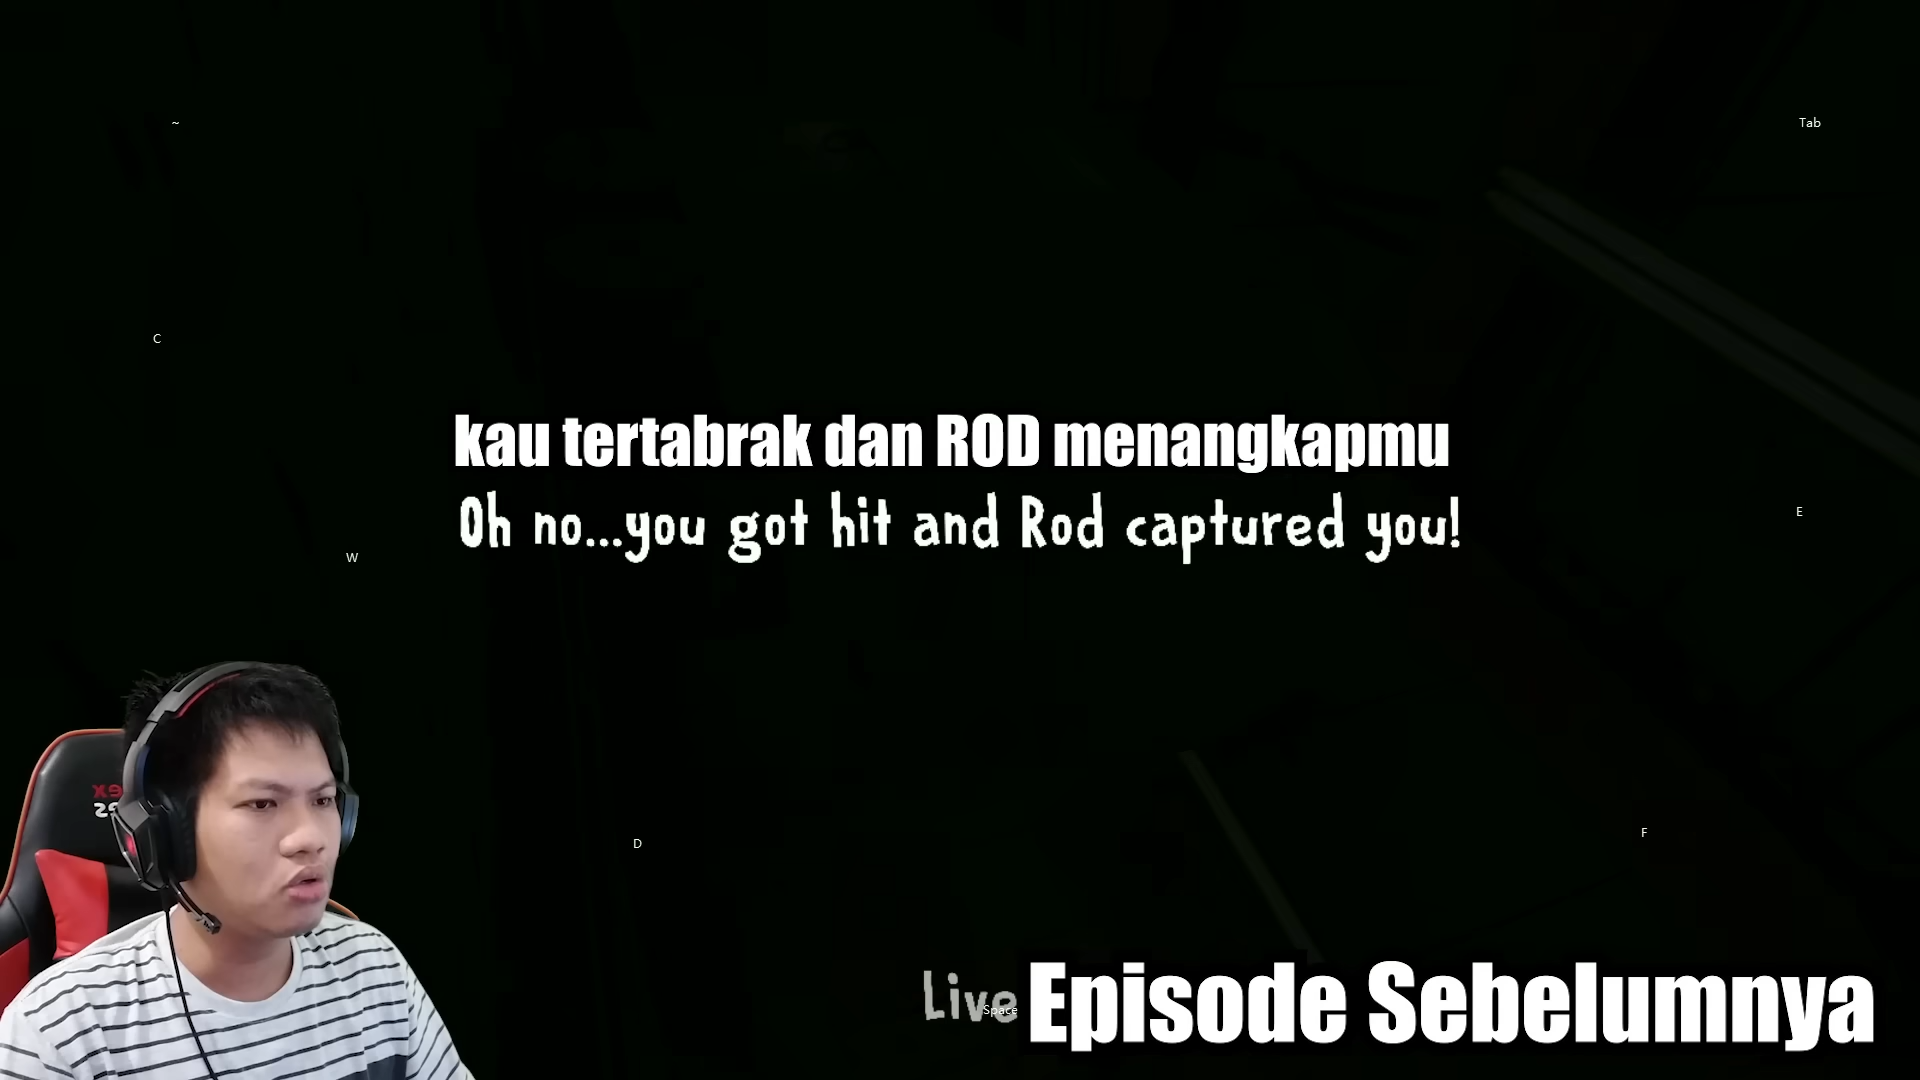 ~
Tab
C
kau tertabrak dan ROD menangkapmu
Oh no...you got hit and Rod captured you!
E
W
D
F
Live
Space
Episode Sebelumnya